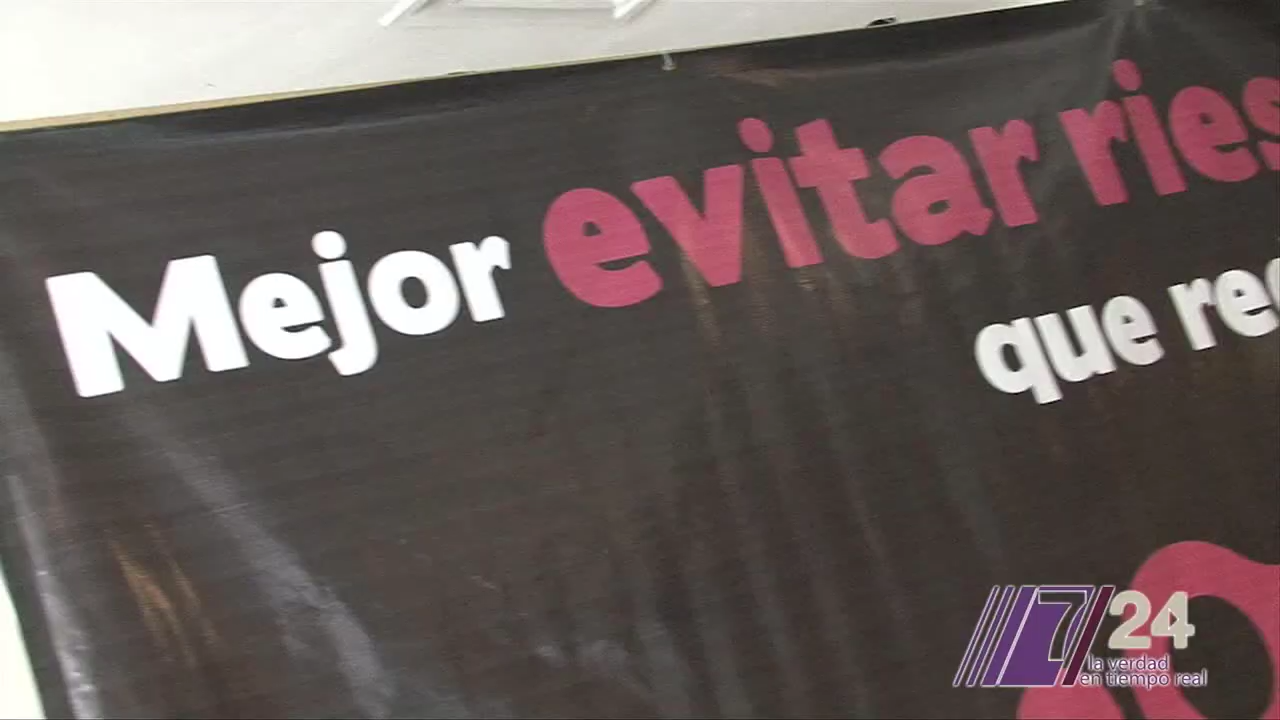 Mejor evitar ries
que re
7/24
la verdad
en tiempo real